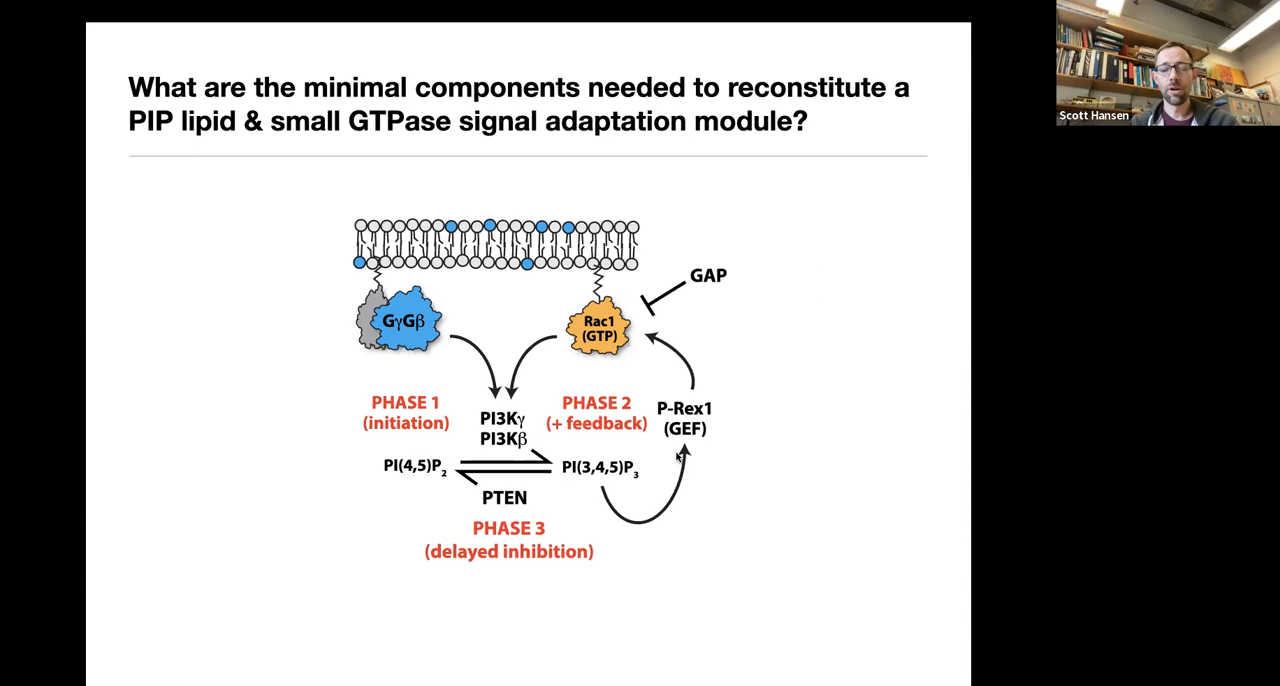 What are the minimal components needed to reconstitute a
PIP lipid & small GTPase signal adaptation module?
Scott Hansen
GAP
GγGβ
Rac1
(GTP)
PHASE 1
(initiation)
PI3Kγ
PI3Kβ
PHASE 2
(+ feedback)
P-Rex1
(GEF)
PI(4,5)P₂
PI(3,4,5)P₃
PTEN
PHASE 3
(delayed inhibition)